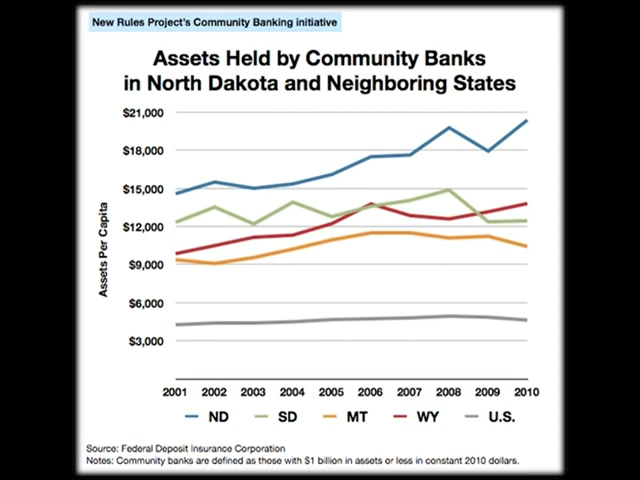 New Rules Project's Community Banking initiative
Assets Held by Community Banks
in North Dakota and Neighboring States
$21,000
$18,000
$15,000
$12,000
$9,000
$6,000
$3,000
Assets Per Capita
2001 2002 2003 2004 2005 2006 2007 2008 2009 2010
ND SD MT WY U.S.
Source: Federal Deposit Insurance Corporation
Notes: Community banks are defined as those with $1 billion in assets or less in constant 2010 dollars.